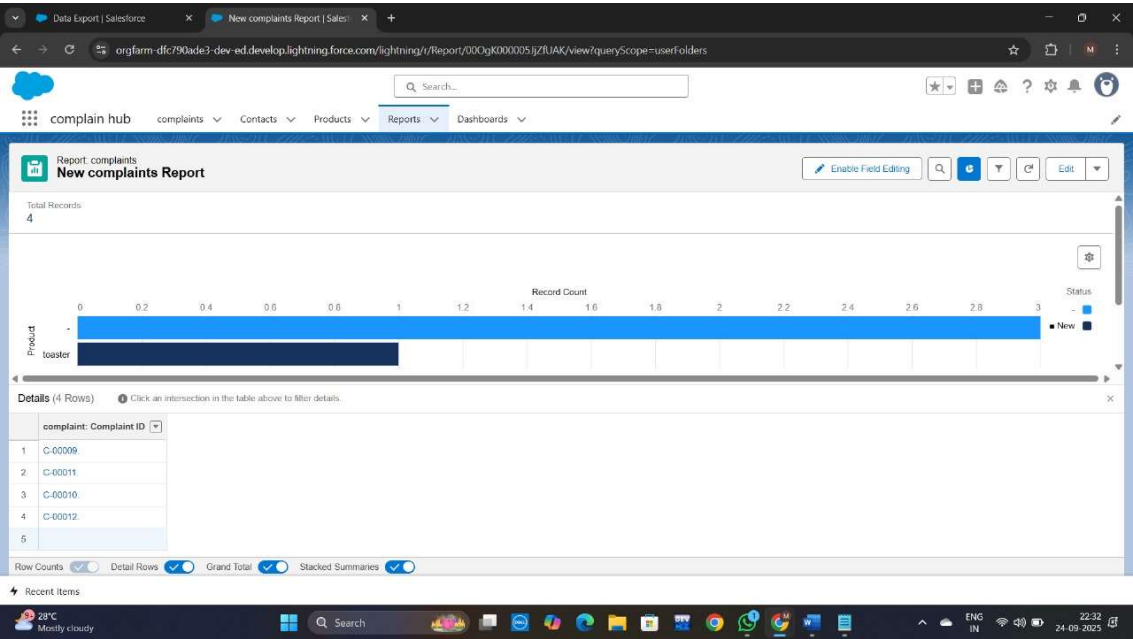 Data Export | Salesforce
New complaints Report | Sales
orgfarm-dfc790ade3-dev-ed.develop.lightning.force.com/lightning/r/Report/00OgK000005JjZfUAK/view?queryScope=userFolders
M
Search...
complain hub complaints Contacts Products Reports Dashboards
Report: complaints
New complaints Report
Enable Field Editing
Edit
Total Records
4
Record Count
Status
0 0.2 0.4 0.6 0.8 1 1.2 1.4 1.6 1.8 2 2.2 2.4 2.6 2.8 3
-
New
Product
-
toaster
Details (4 Rows) Click an intersection in the table above to filter details.
complaint: Complaint ID
1 C-00009.
2 C-00011.
3 C-00010.
4 C-00012.
5
Row Counts Detail Rows Grand Total Stacked Summaries
Recent Items
28°C
Mostly cloudy
Search
ENG
IN
22:32
24-09-2025